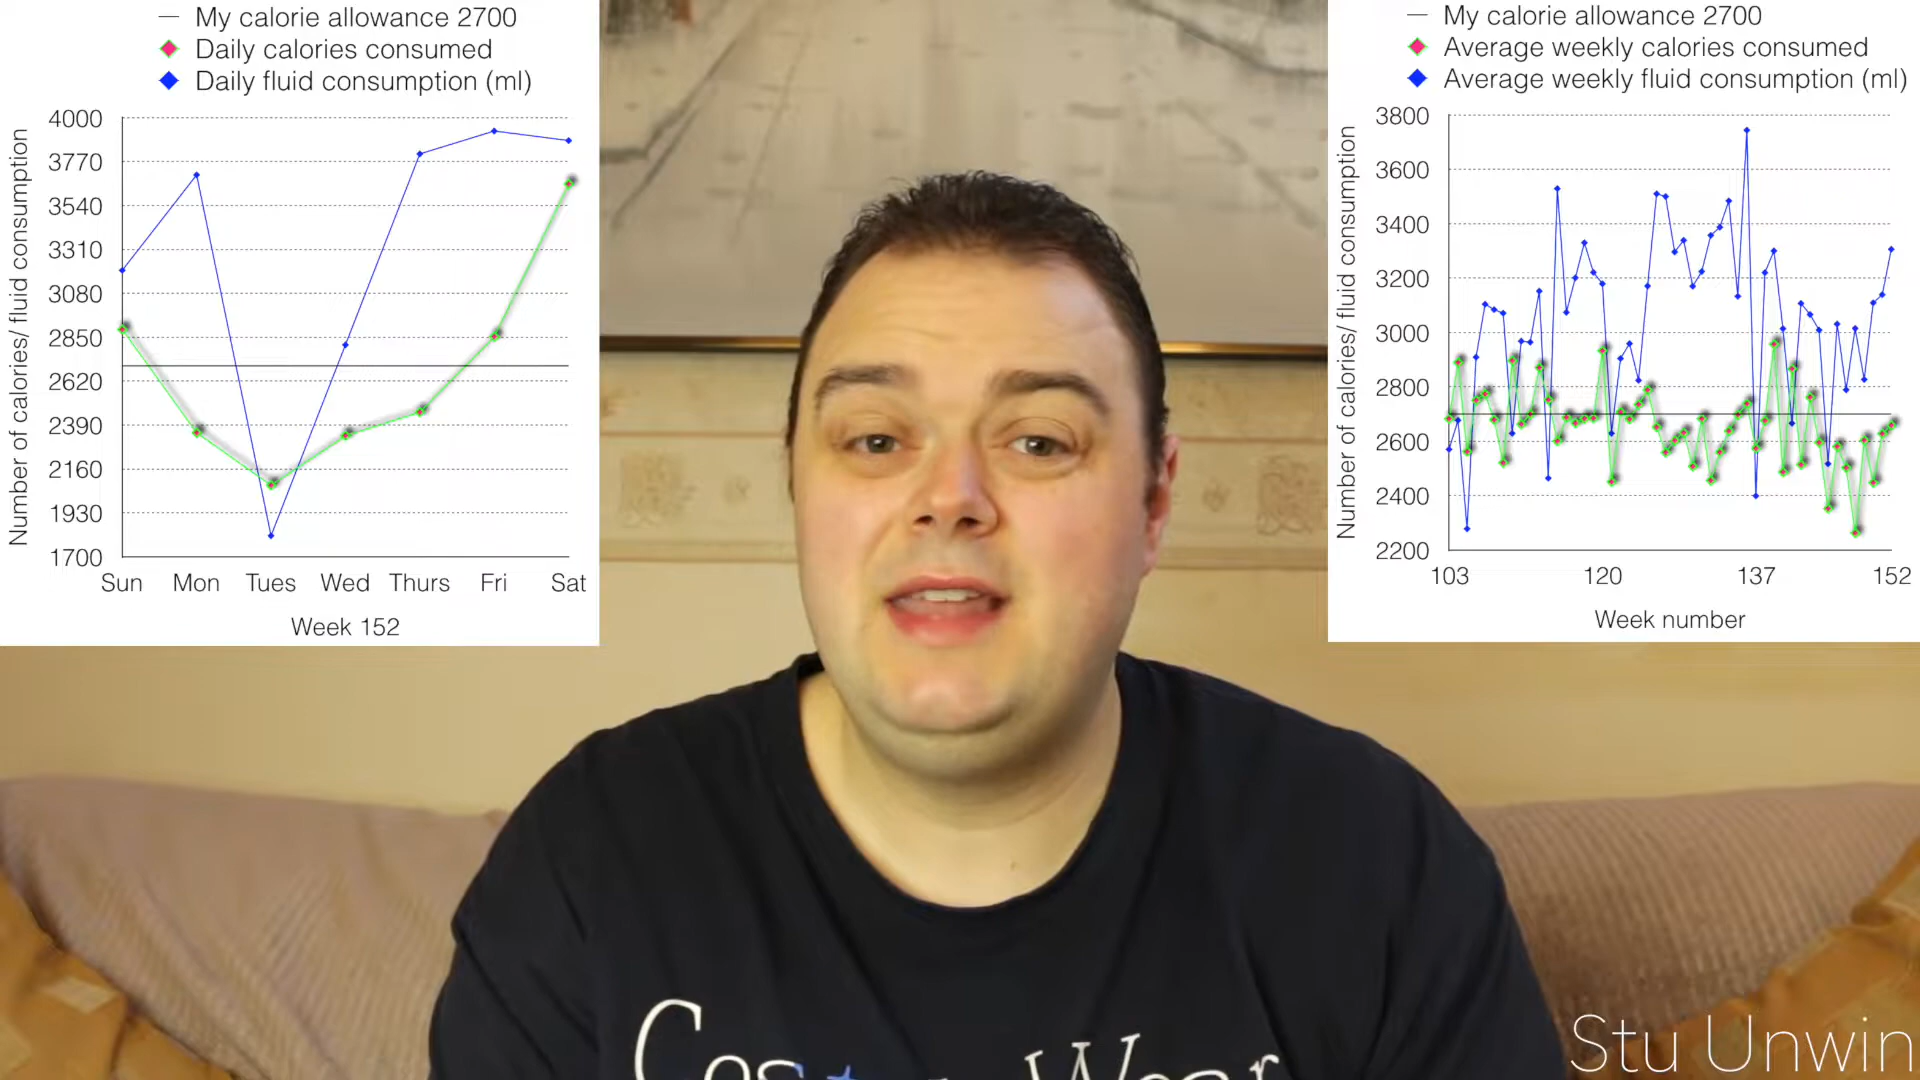 My calorie allowance 2700
Daily calories consumed
Daily fluid consumption (ml)
Number of calories/ fluid consumption
4000
3770
3540
3310
3080
2850
2620
2390
2160
1930
1700
Sun Mon Tues Wed Thurs Fri Sat
Week 152
My calorie allowance 2700
Average weekly calories consumed
Average weekly fluid consumption (ml)
Number of calories/ fluid consumption
3800
3600
3400
3200
3000
2800
2600
2400
2200
103 120 137 152
Week number
Stu Unwin